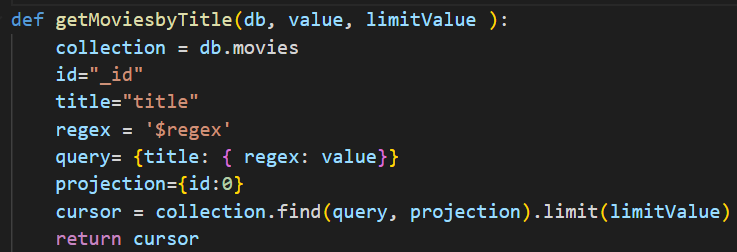 def getMoviesbyTitle(db, value, limitValue ):
    collection = db.movies
    id="_id"
    title="title"
    regex = '$regex'
    query= {title: { regex: value}}
    projection={id:0}
    cursor = collection.find(query, projection).limit(limitValue)
    return cursor